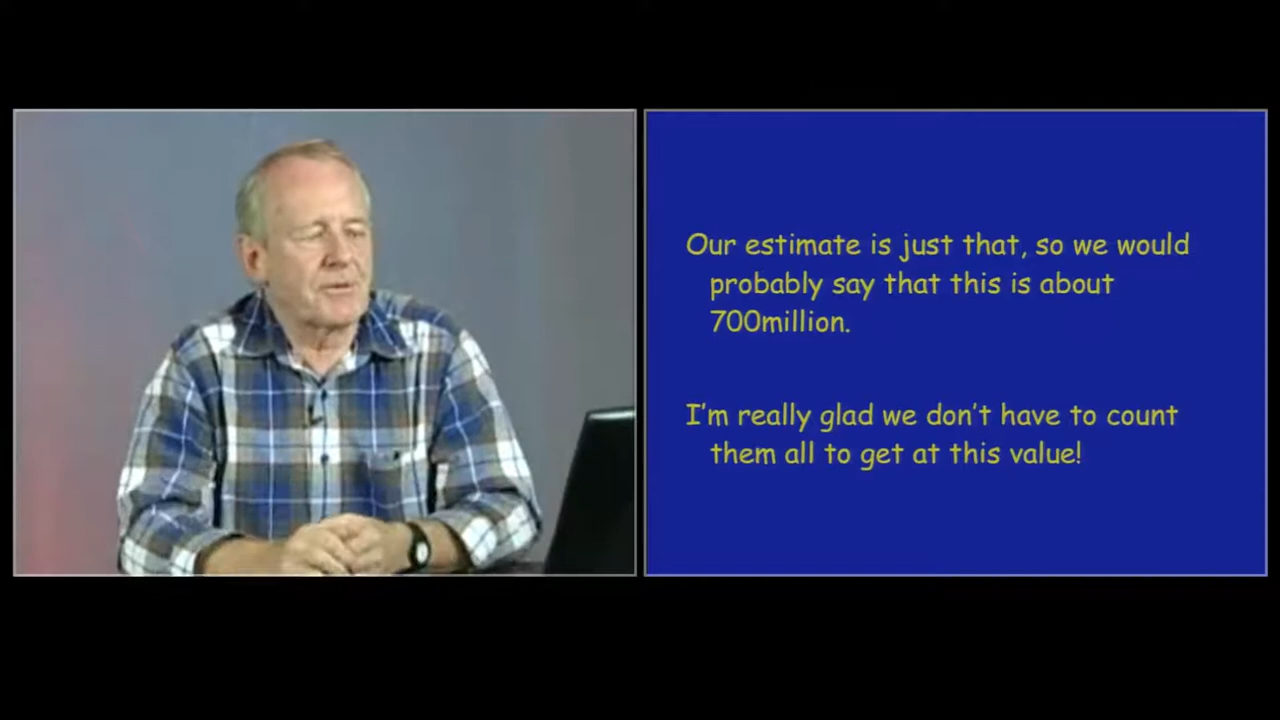 Our estimate is just that, so we would
probably say that this is about
700million.
I'm really glad we don't have to count
them all to get at this value!